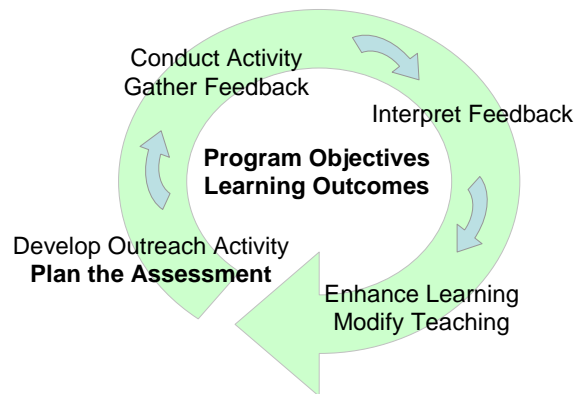 Conduct Activity
Gather Feedback
Interpret Feedback
Program Objectives
Learning Outcomes
Develop Outreach Activity
Plan the Assessment
Enhance Learning
Modify Teaching